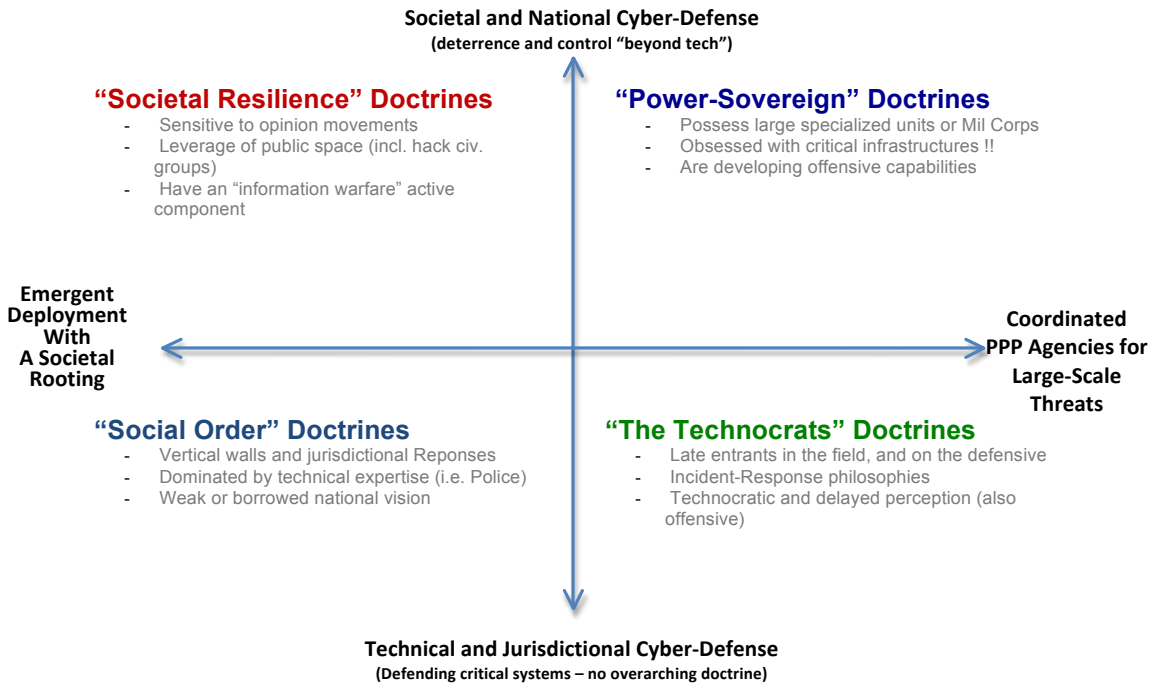 Societal and National Cyber-Defense
(deterrence and control “beyond tech”)
“Societal Resilience” Doctrines
- Sensitive to opinion movements
- Leverage of public space (incl. hack civ.
groups)
- Have an “information warfare” active
component
“Power-Sovereign” Doctrines
- Possess large specialized units or Mil Corps
- Obsessed with critical infrastructures !!
- Are developing offensive capabilities
Emergent
Deployment
With
A Societal
Rooting
Coordinated
PPP Agencies for
Large-Scale
Threats
“Social Order” Doctrines
- Vertical walls and jurisdictional Reponses
- Dominated by technical expertise (i.e. Police)
- Weak or borrowed national vision
“The Technocrats” Doctrines
- Late entrants in the field, and on the defensive
- Incident-Response philosophies
- Technocratic and delayed perception (also
offensive)
Technical and Jurisdictional Cyber-Defense
(Defending critical systems – no overarching doctrine)